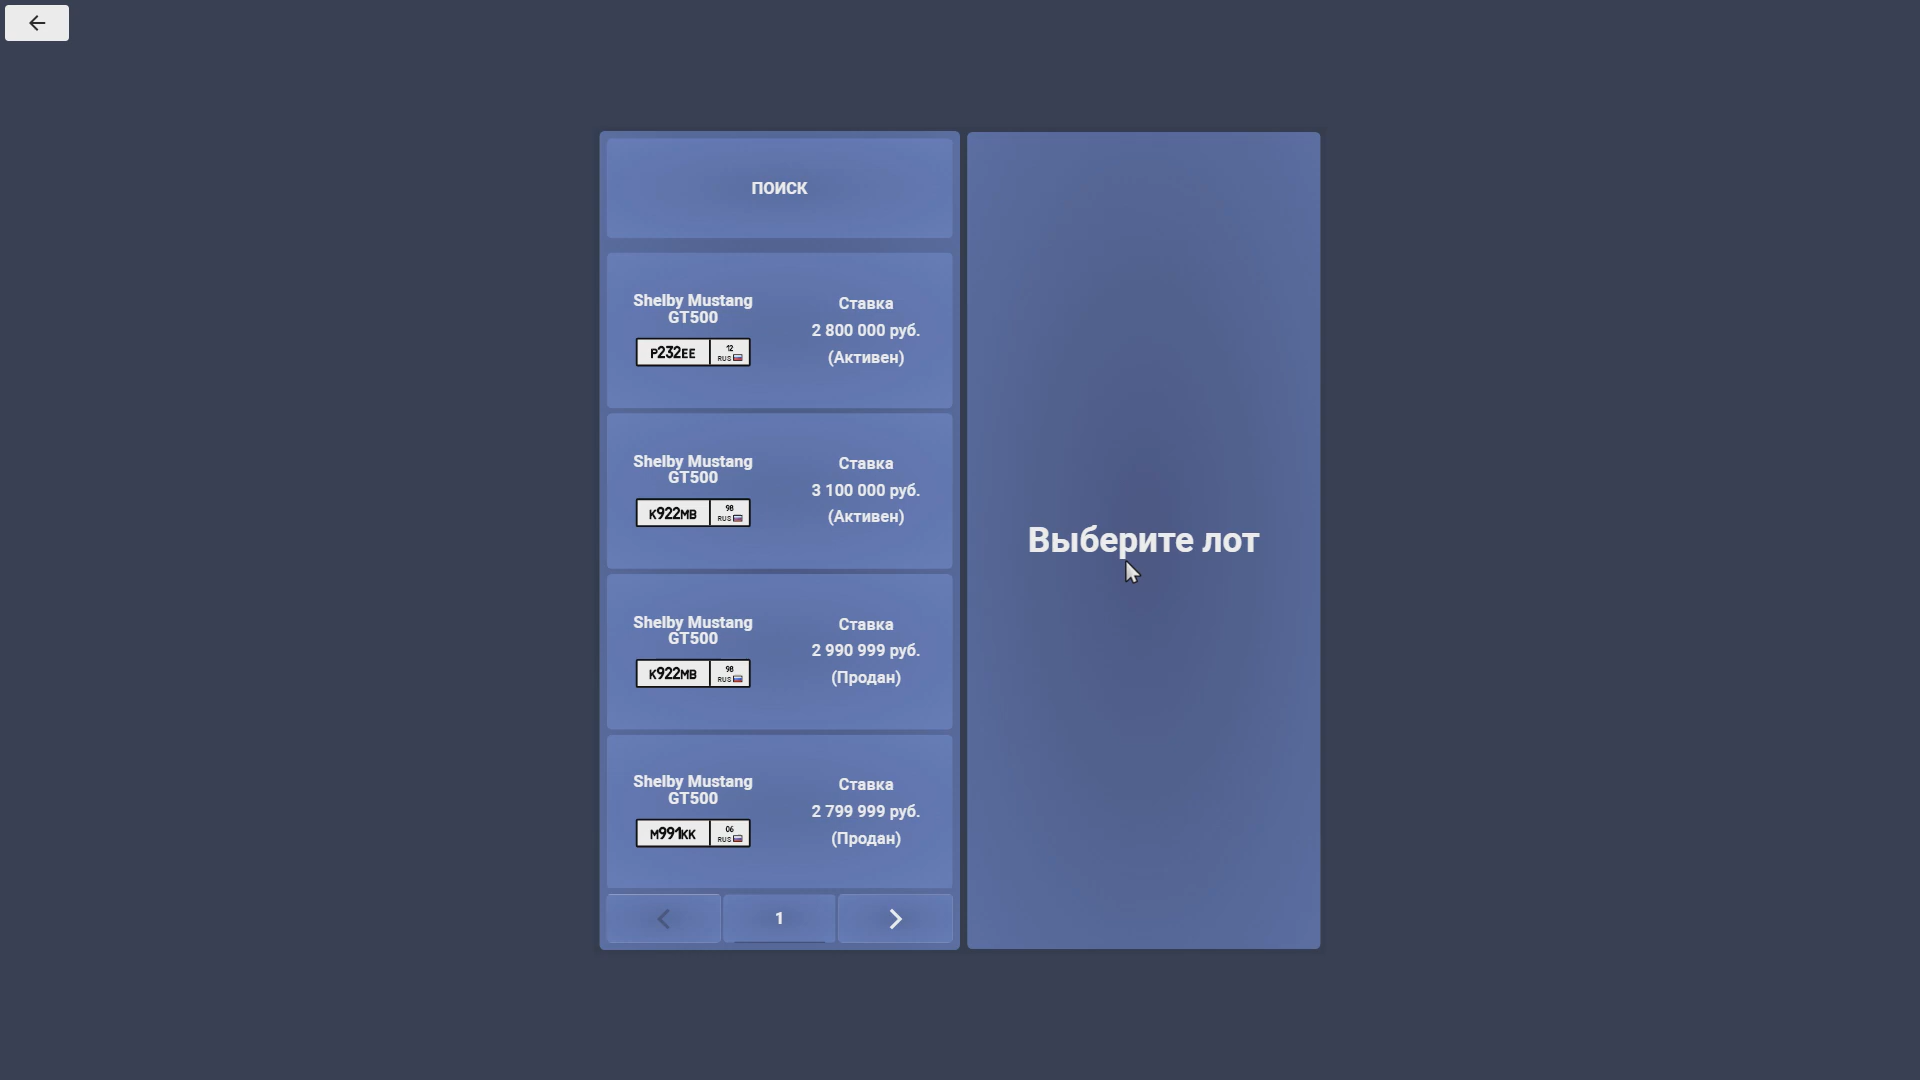 ПОИСК
Shelby Mustang
GT500
Р232ЕЕ 12
RUS
Ставка
2 800 000 руб.
(Активен)
Shelby Mustang
GT500
К922МВ 98
RUS
Ставка
3 100 000 руб.
(Активен)
Shelby Mustang
GT500
К922МВ 98
RUS
Ставка
2 990 999 руб.
(Продан)
Shelby Mustang
GT500
М991КК 06
RUS
Ставка
2 799 999 руб.
(Продан)
1
Выберите лот